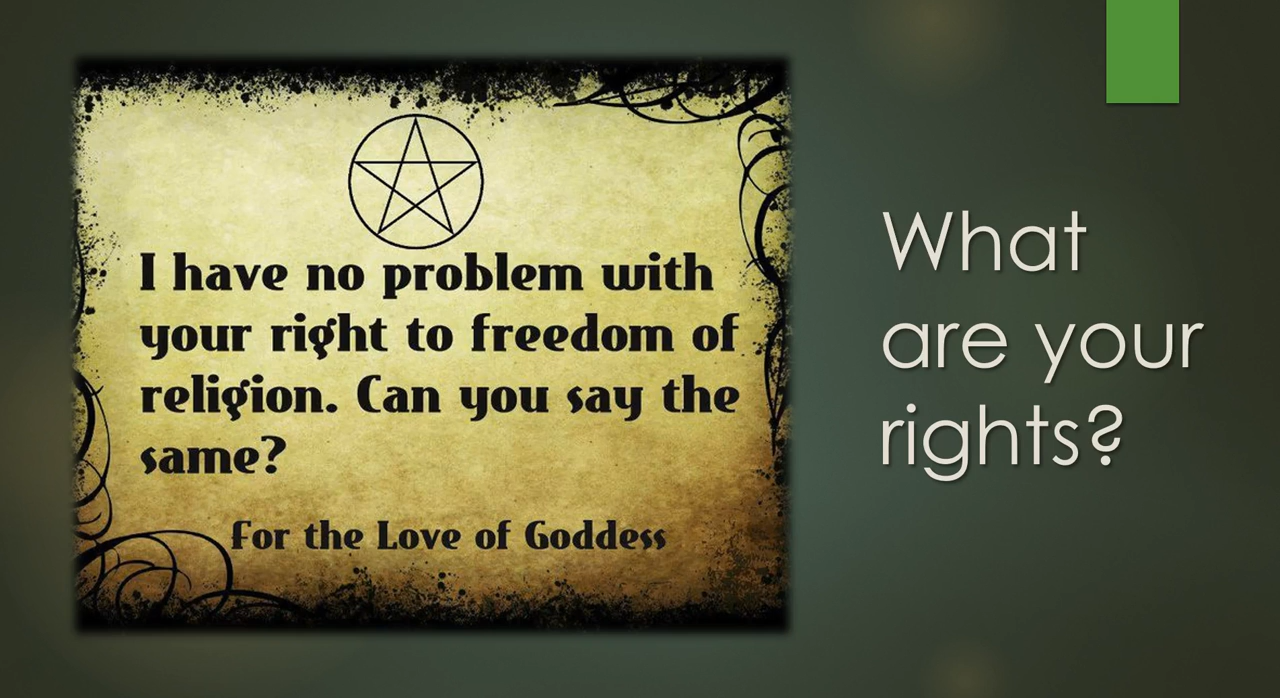 I have no problem with
your right to freedom of
religion. Can you say the
same?
For the Love of Goddess
What
are your
rights?